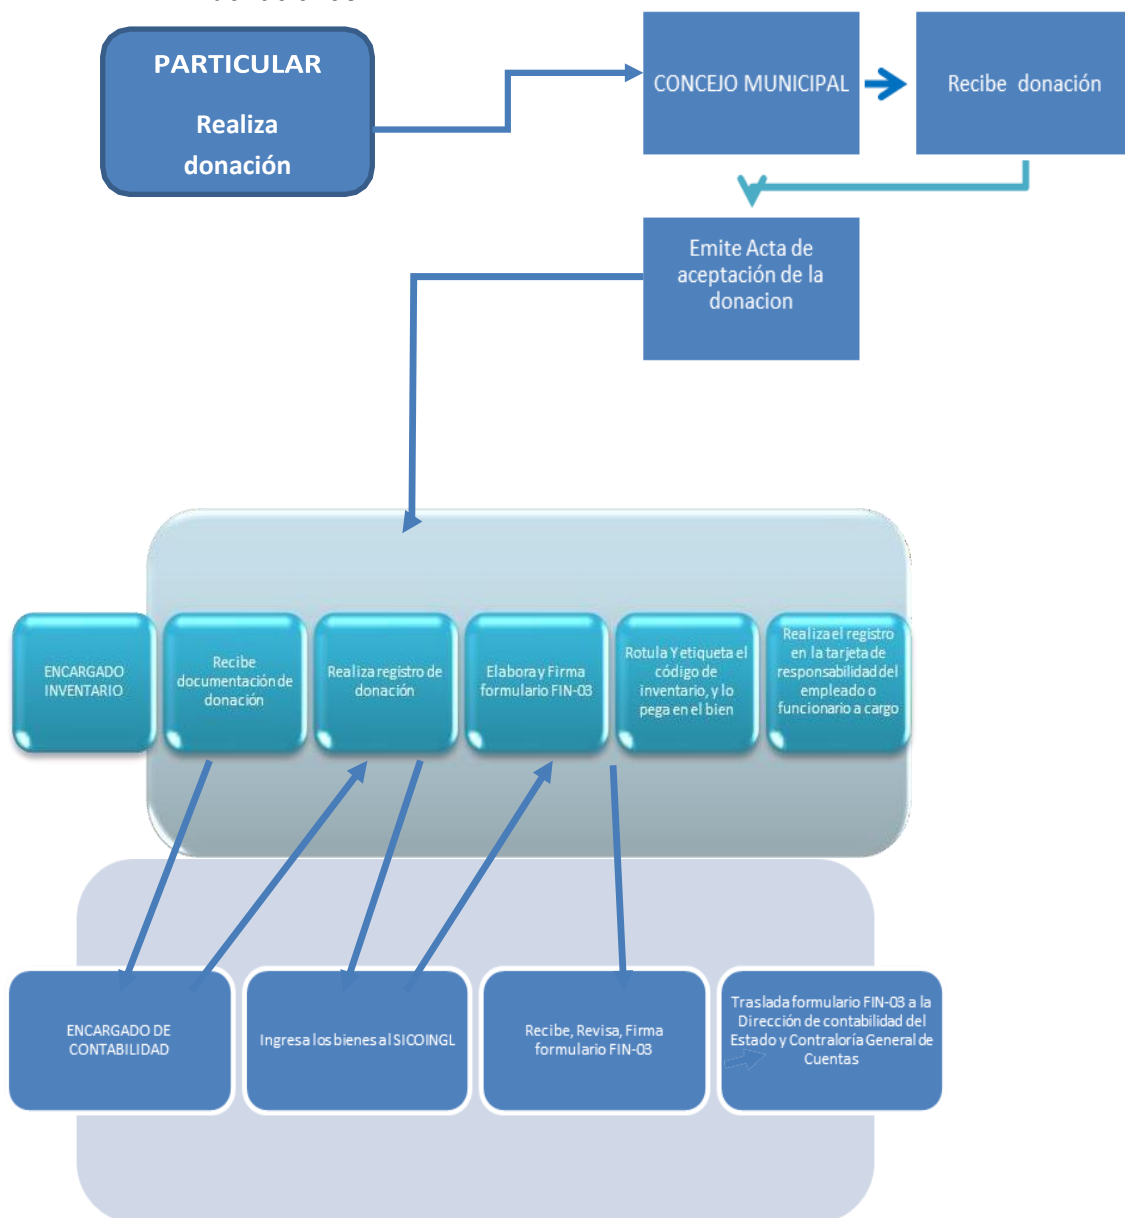 PARTICULAR
Realiza
donación
CONCEJO MUNICIPAL
Recibe donación
Emite Acta de
aceptación de la
donacion
ENCARGADO
INVENTARIO
Recibe
documentación de
donación
Realiza registro de
donación
Elabora y Firma
formulario FIN-03
Rotula Y etiqueta el
código de
inventario, y lo
pega en el bien
Realiza el registro
en la tarjeta de
responsabilidad del
empleado o
funcionario a cargo
ENCARGADO DE
CONTABILIDAD
Ingresa los bienes al SICOINGL
Recibe, Revisa, Firma
formulario FIN-03
Traslada formulario FIN-03 a la
Dirección de contabilidad del
Estado y Contraloría General de
Cuentas